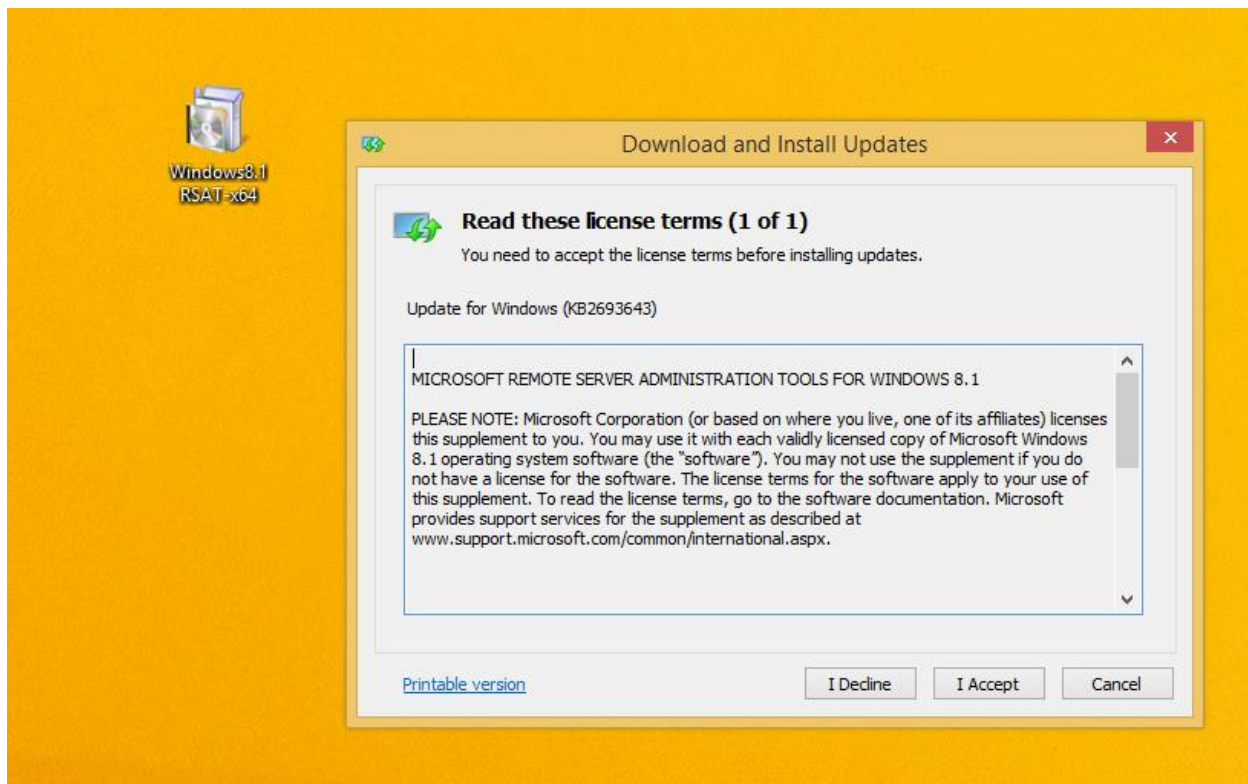 Windows8.1
RSAT-x64
Download and Install Updates
Read these license terms (1 of 1)
You need to accept the license terms before installing updates.
Update for Windows (KB2693643)
MICROSOFT REMOTE SERVER ADMINISTRATION TOOLS FOR WINDOWS 8.1
PLEASE NOTE: Microsoft Corporation (or based on where you live, one of its affiliates) licenses
this supplement to you. You may use it with each validly licensed copy of Microsoft Windows
8.1 operating system software (the “software”). You may not use the supplement if you do
not have a license for the software. The license terms for the software apply to your use of
this supplement. To read the license terms, go to the software documentation. Microsoft
provides support services for the supplement as described at
www.support.microsoft.com/common/international.aspx.
Printable version
I Decline
I Accept
Cancel